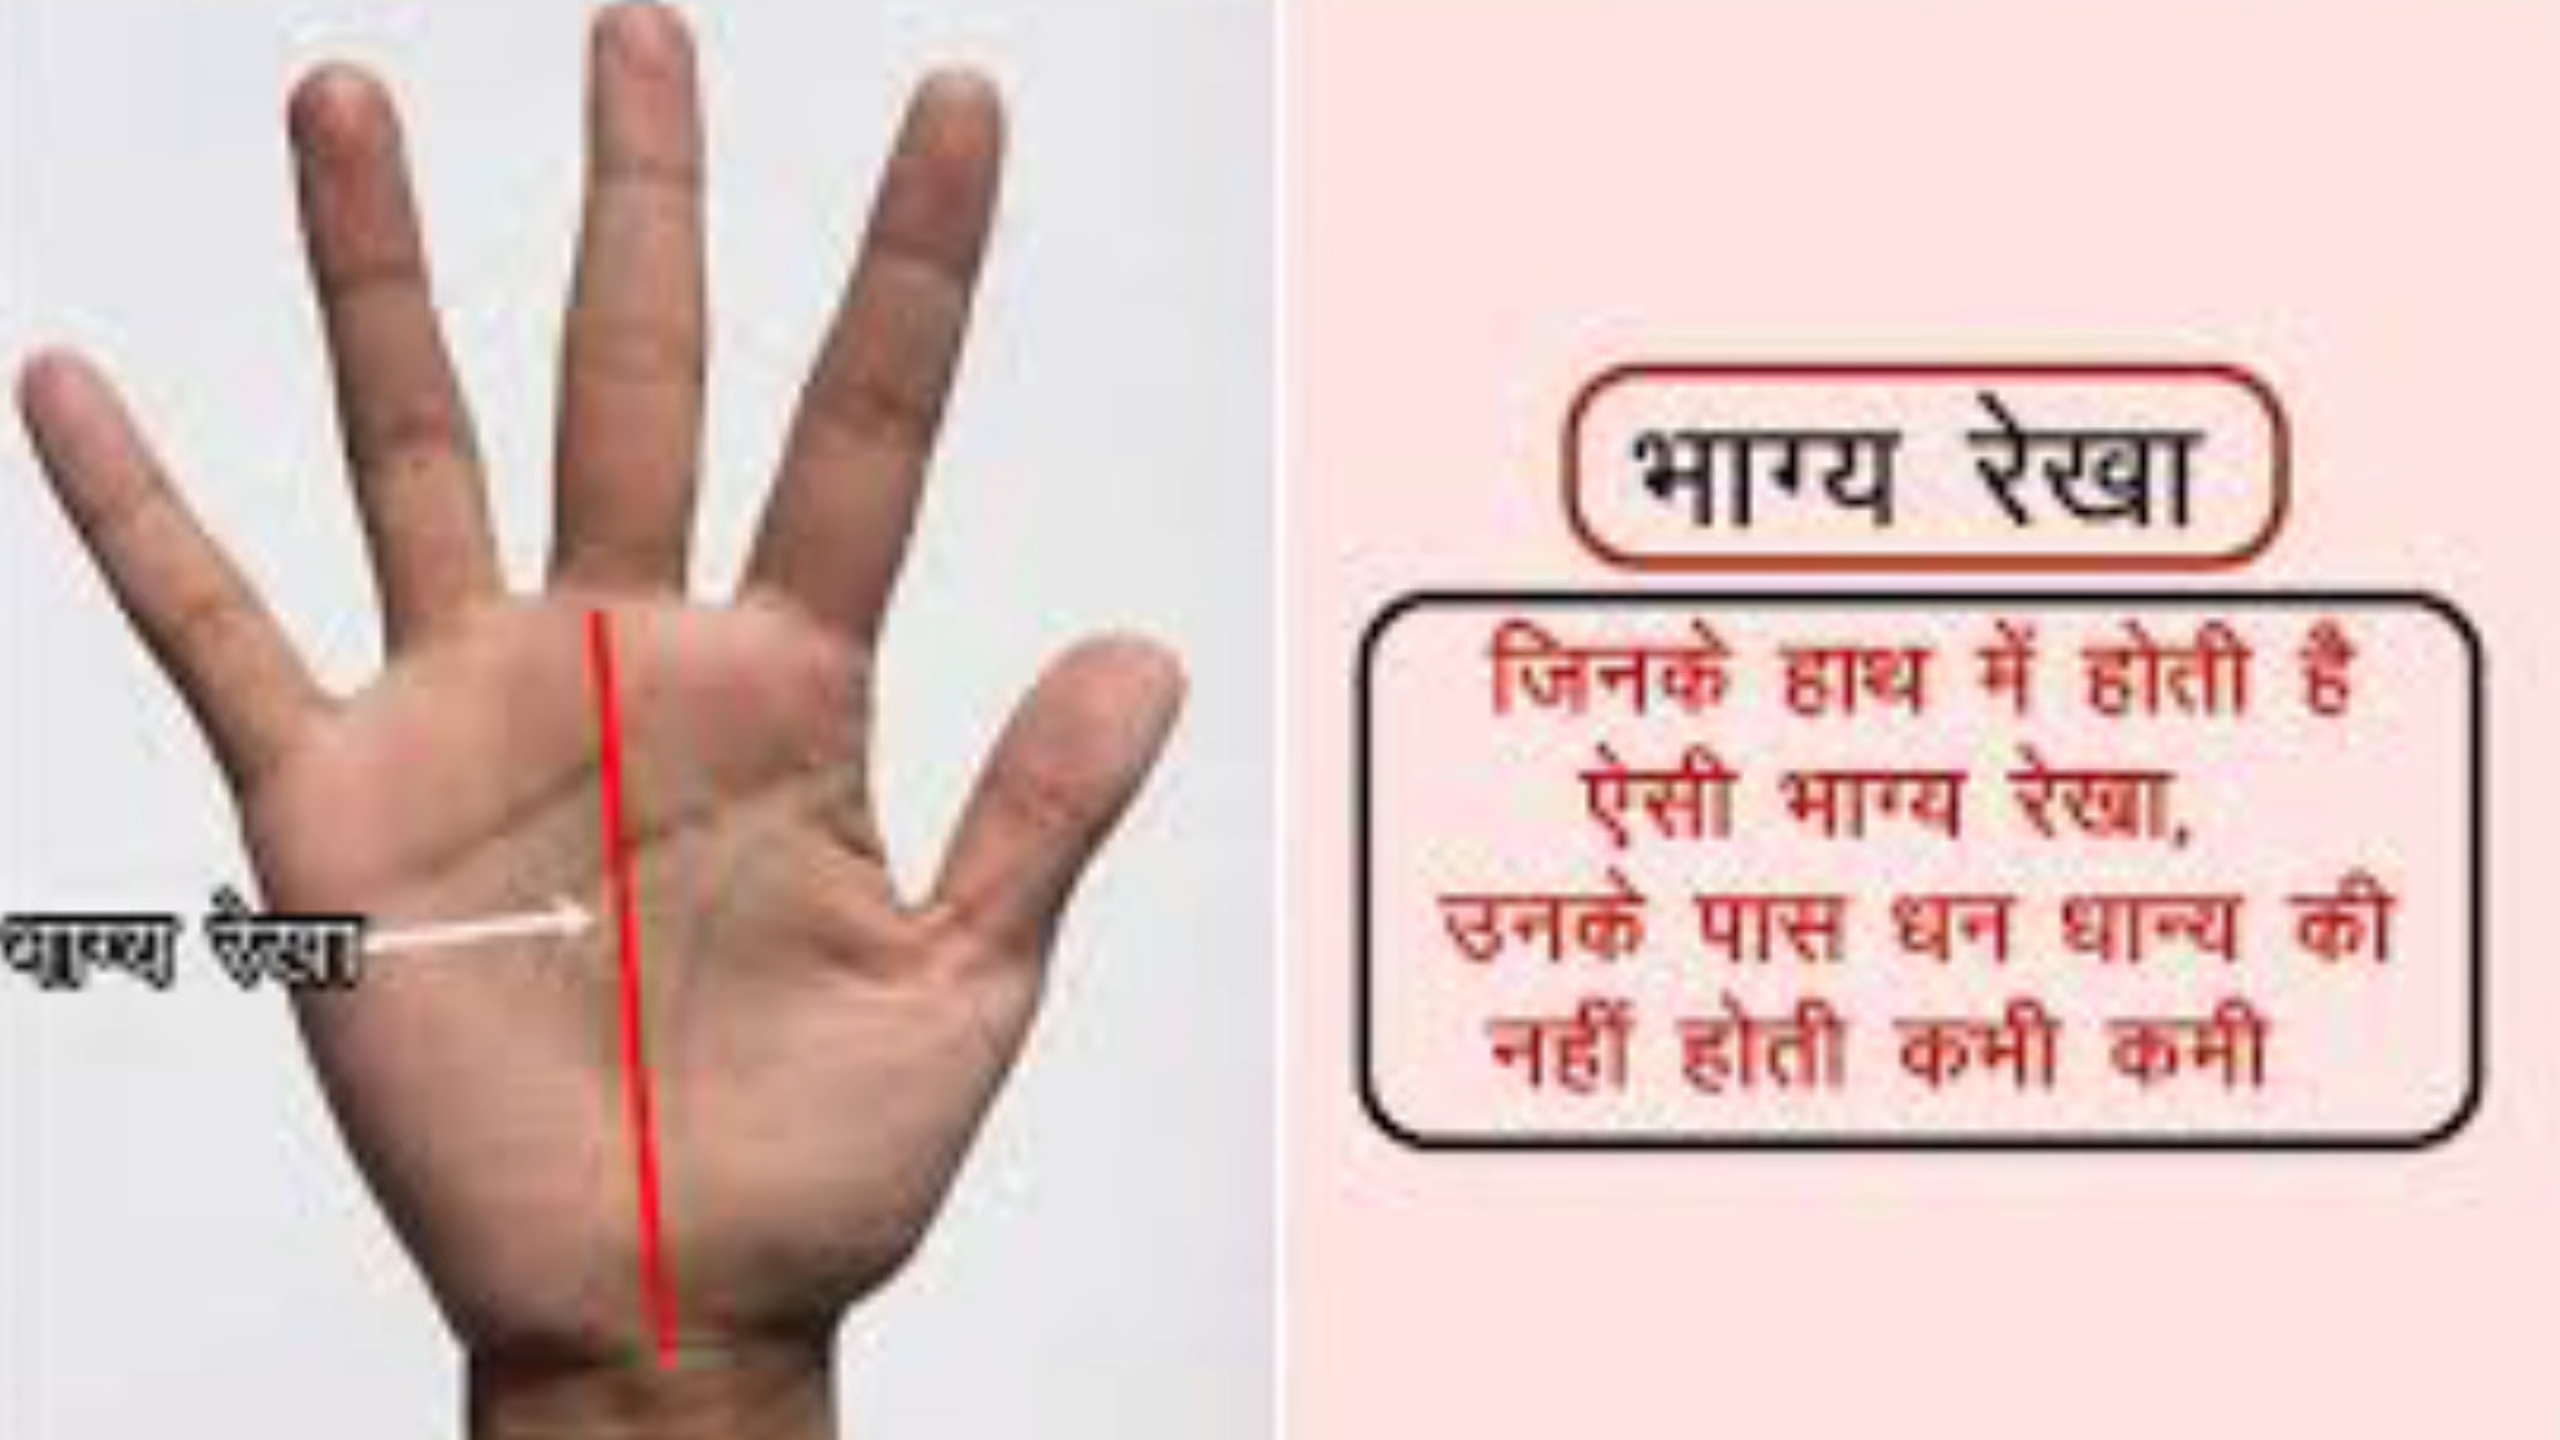 भाग्य रेखा
भाग्य रेखा
जिनके हाथ में होती है
ऐसी भाग्य रेखा,
उनके पास धन धान्य की
नहीं होती कभी कमी